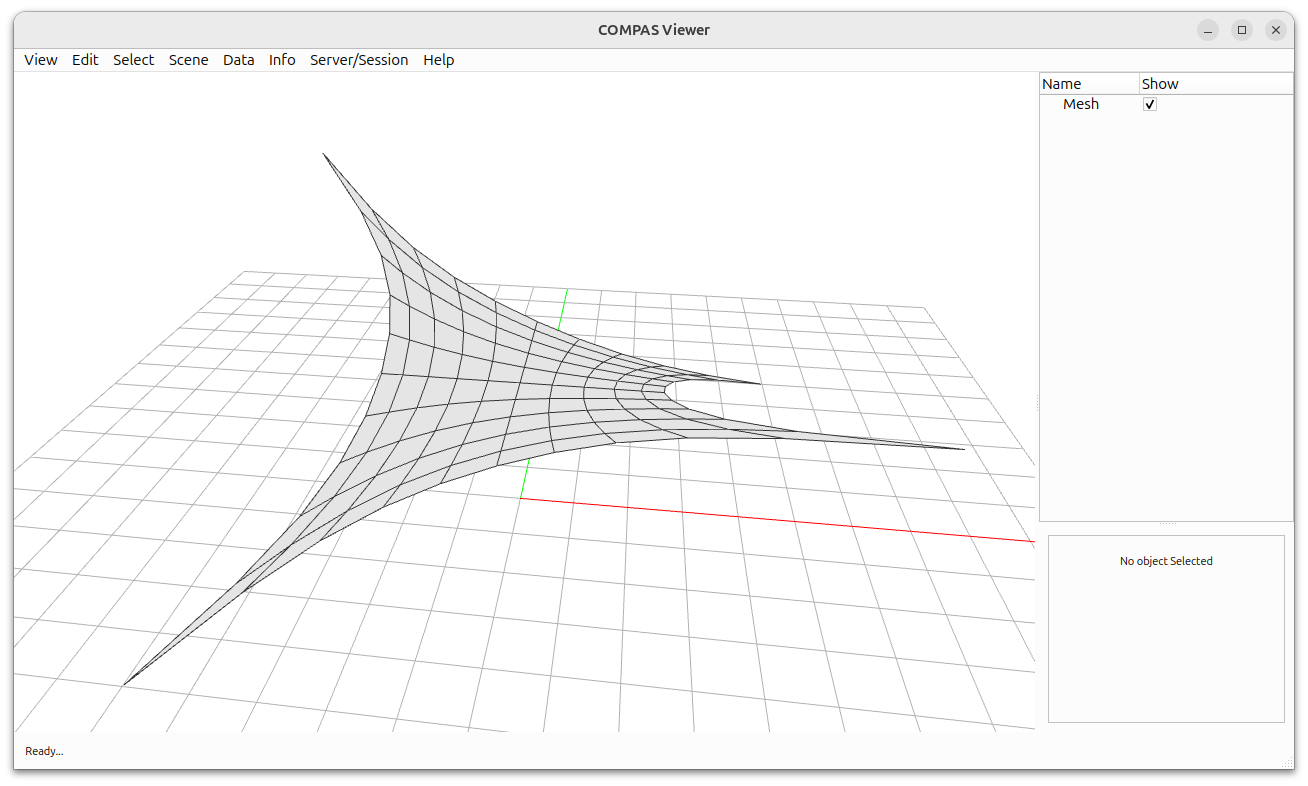 COMPAS Viewer
View Edit Select Scene Data Info Server/Session Help
Name Show
Mesh
No object Selected
Ready...